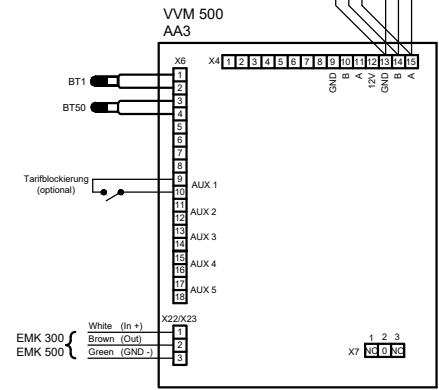 VVM 500
AA3
X6
X4 1 2 3 4 5 6 7 8 9 10 11 12 13 14 15
GND B A 12V GND B A
BT1
1
2
BT50
3
4
5
6
7
8
Tarifblockierung
(optional)
9
10
AUX 1
11
12
AUX 2
13
14
AUX 3
15
16
AUX 4
17
18
AUX 5
X22/X23
EMK 300
EMK 500
White (In +) 1
Brown (Out) 2
Green (GND -) 3
1 2 3
X7 NO 0 NC